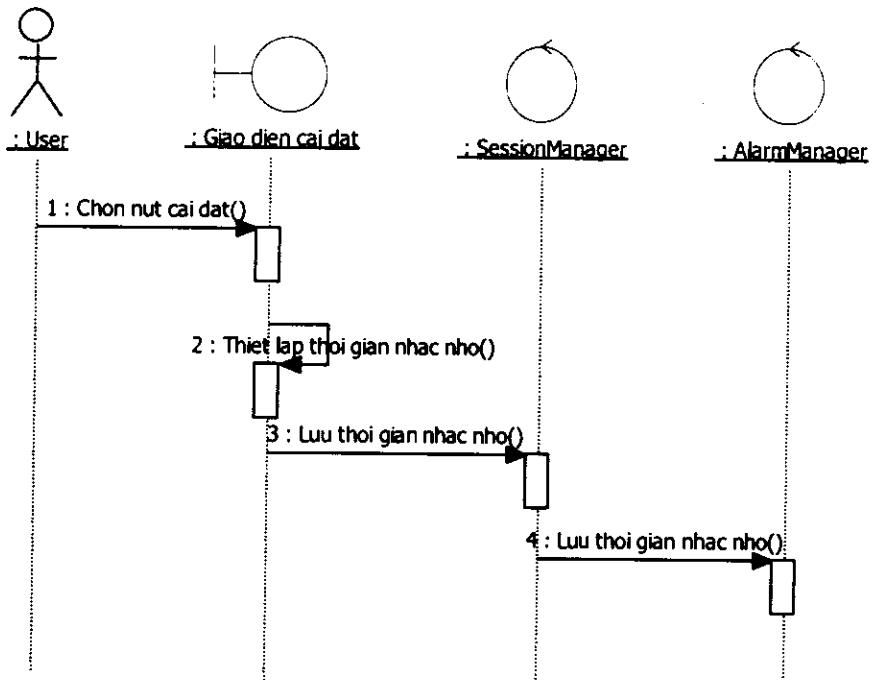 : User
: Giao dien cai dat
: SessionManager
: AlarmManager
1 : Chon nut cai dat()
2 : Thiet lap thoi gian nhac nho()
3 : Luu thoi gian nhac nho()
4 : Luu thoi gian nhac nho()